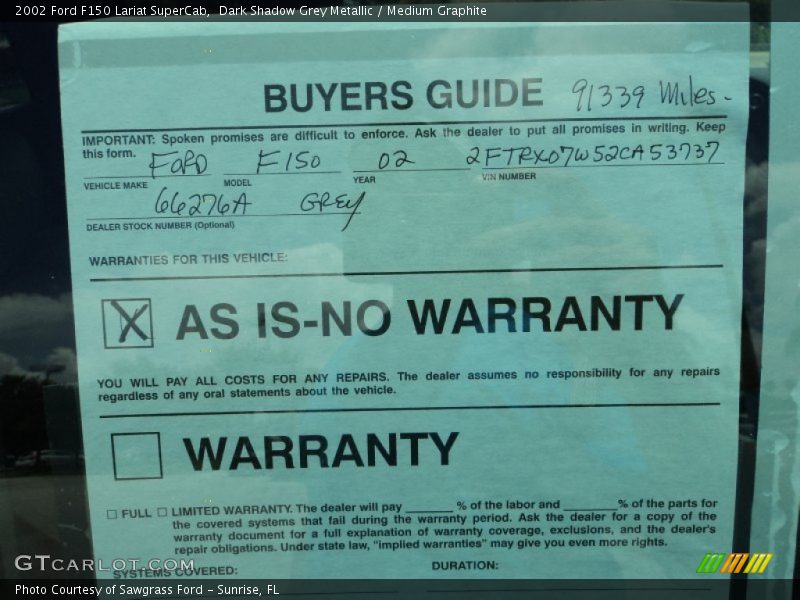 2002 Ford F150 Lariat SuperCab, Dark Shadow Grey Metallic / Medium Graphite
BUYERS GUIDE 91339 Miles-
IMPORTANT: Spoken promises are difficult to enforce. Ask the dealer to put all promises in writing. Keep
this form.
FORD F150 02 2FTRX07W52CA53737
VEHICLE MAKE MODEL YEAR VIN NUMBER
66276A GREY
DEALER STOCK NUMBER (Optional)
WARRANTIES FOR THIS VEHICLE:
X AS IS-NO WARRANTY
YOU WILL PAY ALL COSTS FOR ANY REPAIRS. The dealer assumes no responsibility for any repairs
regardless of any oral statements about the vehicle.
WARRANTY
FULL LIMITED WARRANTY. The dealer will pay ______ % of the labor and ______ % of the parts for
the covered systems that fail during the warranty period. Ask the dealer for a copy of the
warranty document for a full explanation of warranty coverage, exclusions, and the dealer's
repair obligations. Under state law, "implied warranties" may give you even more rights.
SYSTEMS COVERED: DURATION:
GTCARLOT.COM
Photo Courtesy of Sawgrass Ford - Sunrise, FL